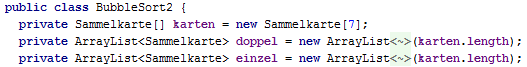 public class BubbleSort2 {
private Sammelkarte[] karten = new Sammelkarte[7];
private ArrayList<Sammelkarte> doppel = new ArrayList<~>(karten.length);
private ArrayList<Sammelkarte> einzel = new ArrayList<~>(karten.length);